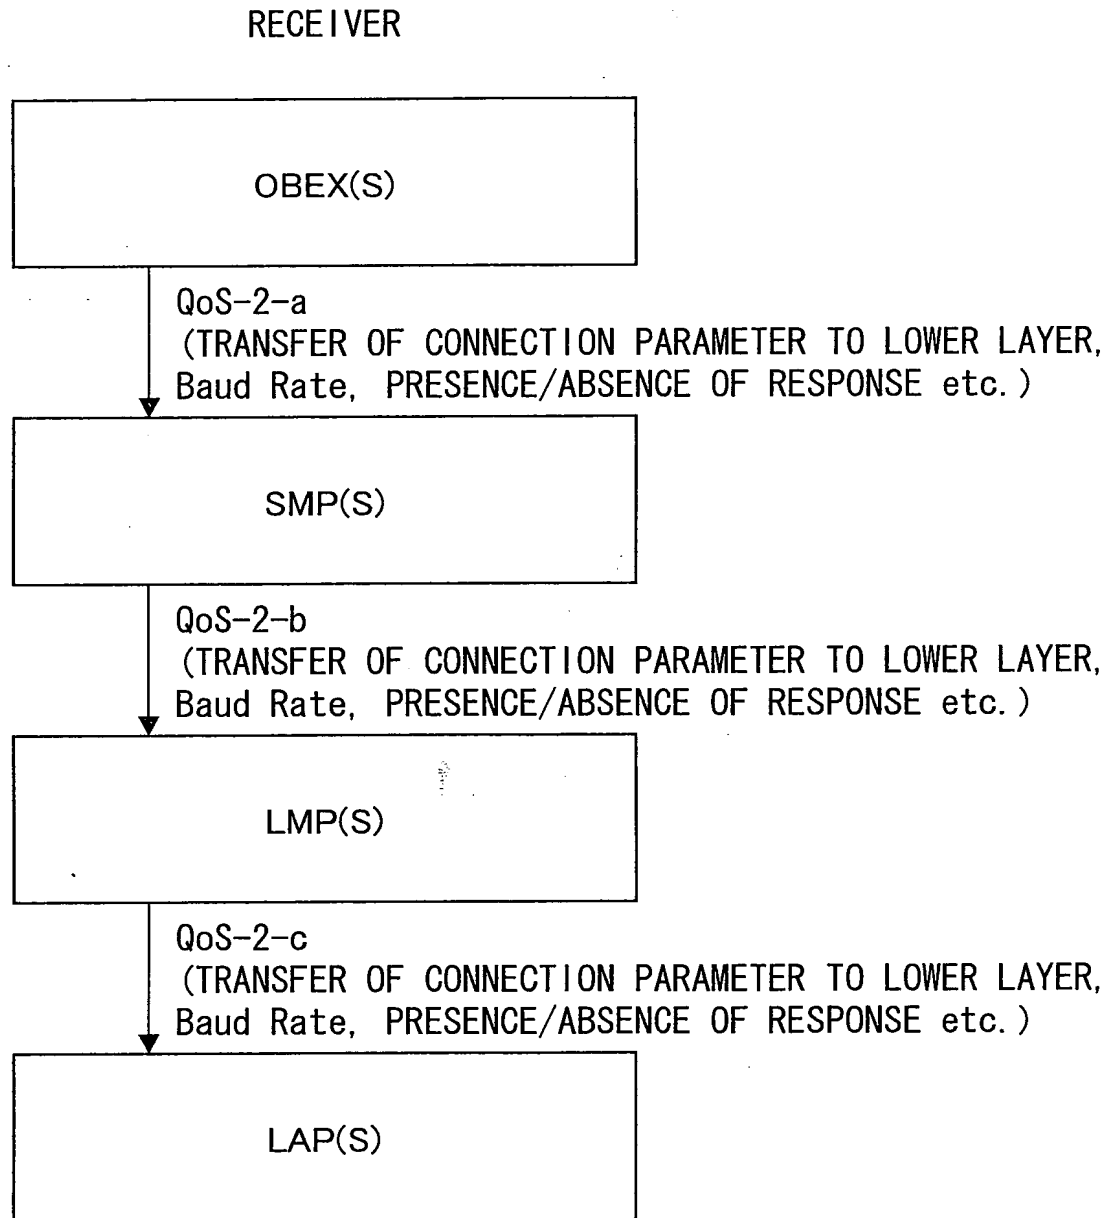 RECEIVER
OBEX(S)
QoS-2-a
(TRANSFER OF CONNECTION PARAMETER TO LOWER LAYER,
Baud Rate, PRESENCE/ABSENCE OF RESPONSE etc.)
SMP(S)
QoS-2-b
(TRANSFER OF CONNECTION PARAMETER TO LOWER LAYER,
Baud Rate, PRESENCE/ABSENCE OF RESPONSE etc.)
LMP(S)
QoS-2-c
(TRANSFER OF CONNECTION PARAMETER TO LOWER LAYER,
Baud Rate, PRESENCE/ABSENCE OF RESPONSE etc.)
LAP(S)